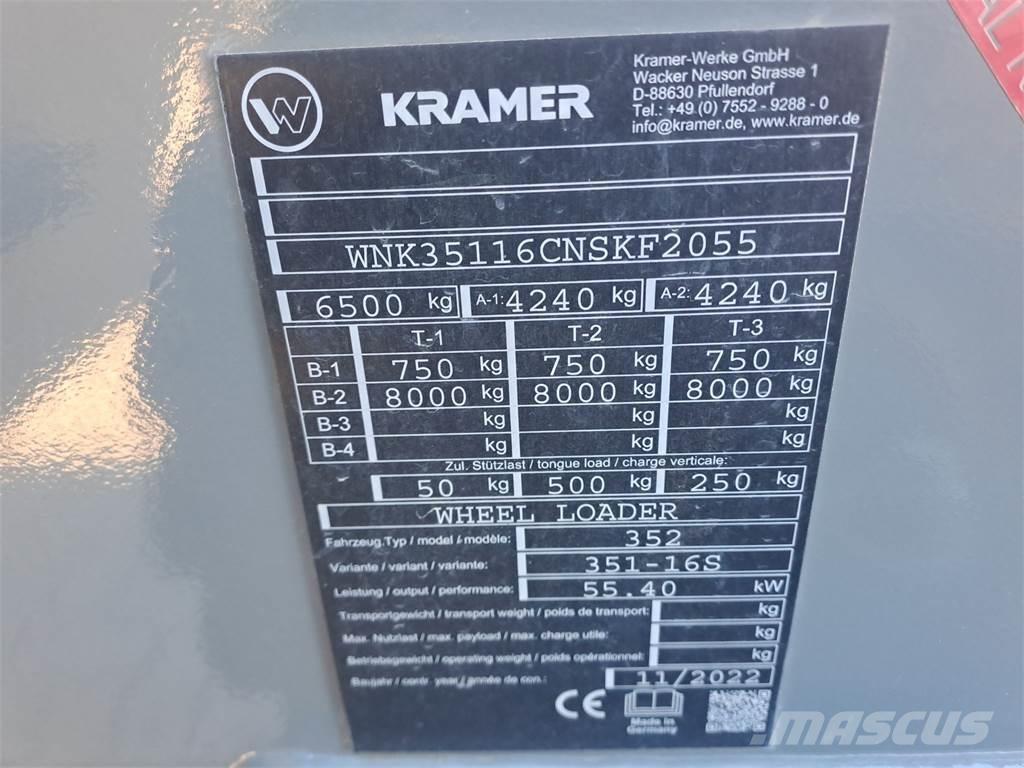 KRAMER
Kramer-Werke GmbH
Wacker Neuson Strasse 1
D-88630 Pfullendorf
Tel.: +49 (0) 7552 - 9288 - 0
info@kramer.de, www.kramer.de
WNK35116CNSKF2055
6500 kg A-1: 4240 kg A-2: 4240 kg
T-1 T-2 T-3
B-1 750 kg 750 kg 750 kg
B-2 8000 kg 8000 kg 8000 kg
B-3 kg kg kg
B-4 kg kg kg
Zul. Stützlast / tongue load / charge verticale:
50 kg 500 kg 250 kg
WHEEL LOADER
Fahrzeug.Typ / model / modèle: 352
Variante / variant / variante: 351-16S
Leistung / output / performance: 55.40 kW
Transportgewicht / transport weight / poids de transport: kg
Max. Nutzlast / max. payload / max. charge utile: kg
Betriebsgewicht / operating weight / poids opérationnel: kg
Baujahr / contr. year / année de con.: 11/2022
CE
Made in
Germany
MASCUS